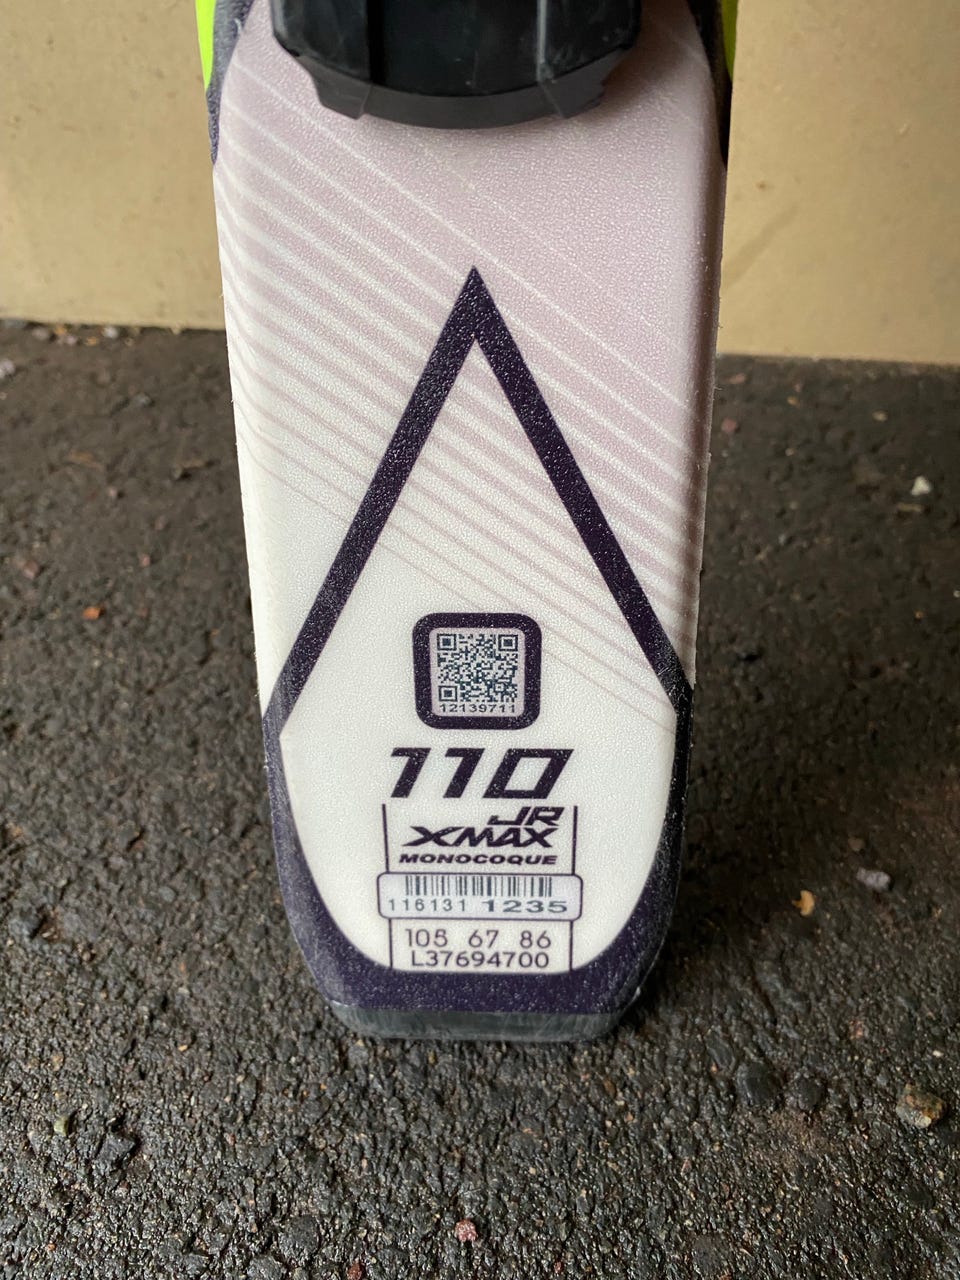 12139711
110
JR
XMAX
MONOCOQUE
116131 1235
105 67 86
L37694700